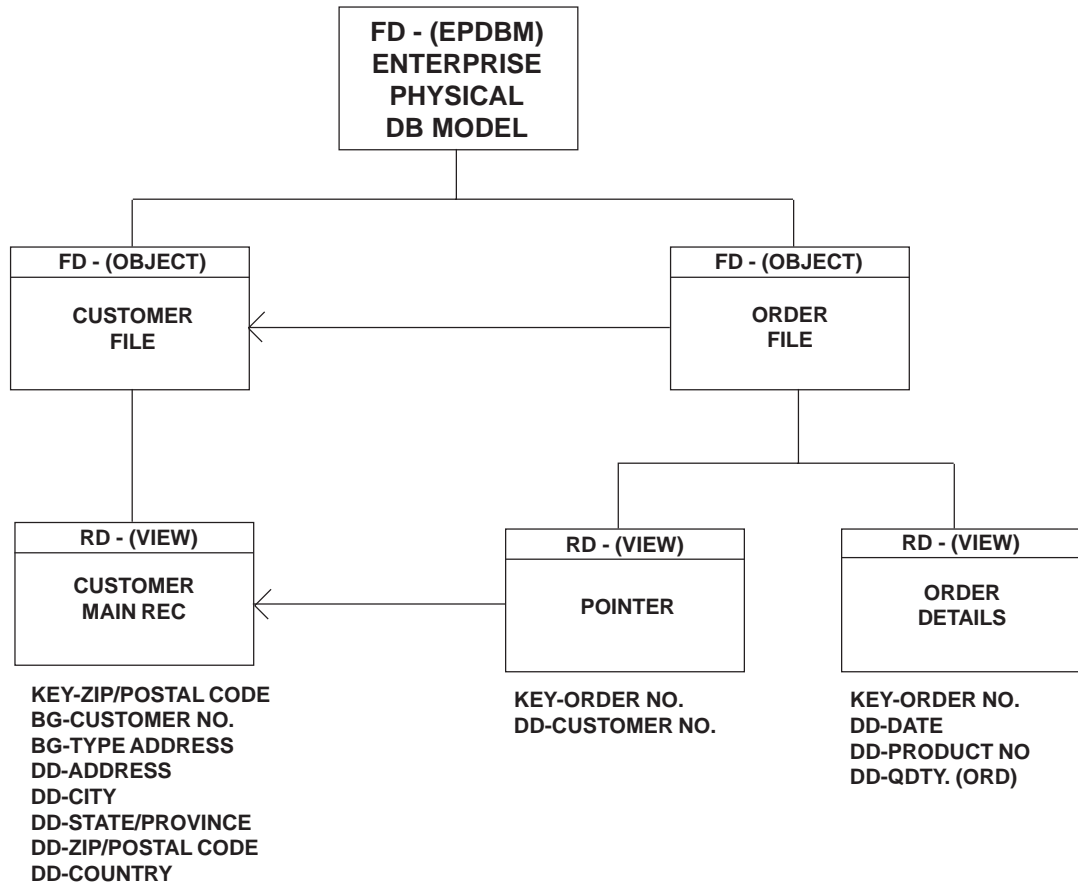 FD - (EPDBM)
ENTERPRISE
PHYSICAL
DB MODEL
FD - (OBJECT)
CUSTOMER
FILE
FD - (OBJECT)
ORDER
FILE
RD - (VIEW)
CUSTOMER
MAIN REC
RD - (VIEW)
POINTER
RD - (VIEW)
ORDER
DETAILS
KEY-ZIP/POSTAL CODE
BG-CUSTOMER NO.
BG-TYPE ADDRESS
DD-ADDRESS
DD-CITY
DD-STATE/PROVINCE
DD-ZIP/POSTAL CODE
DD-COUNTRY
KEY-ORDER NO.
DD-CUSTOMER NO.
KEY-ORDER NO.
DD-DATE
DD-PRODUCT NO
DD-QDTY. (ORD)